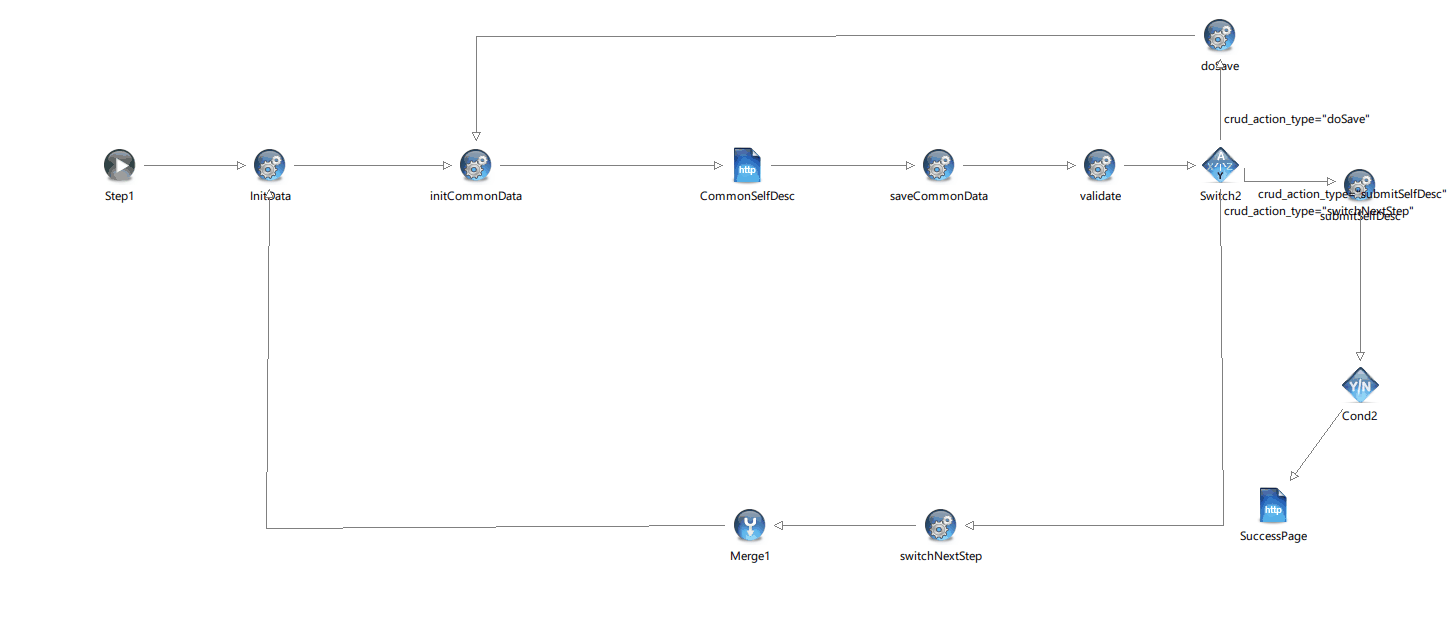 doSave
crud_action_type="doSave"
http
A
X/Y/Z
Y
Step1
InitData
initCommonData
CommonSelfDesc
saveCommonData
validate
Switch2
crud_action_type="submitSelfDesc"
crud_action_type="switchNextStep"
submitSelfDesc
Y/N
Cond2
http
SuccessPage
Merge1
switchNextStep